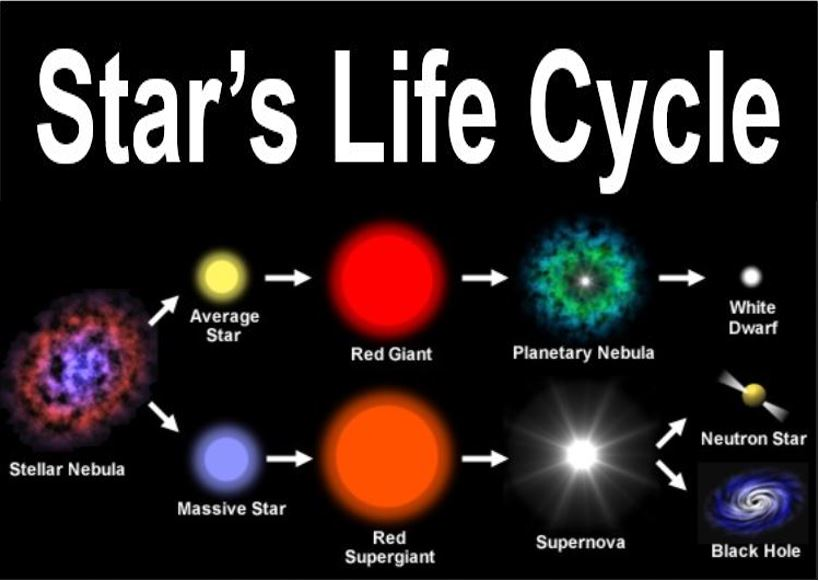 Star’s Life Cycle
Average
Star
Red Giant
Planetary Nebula
White
Dwarf
Stellar Nebula
Massive Star
Red
Supergiant
Supernova
Neutron Star
Black Hole